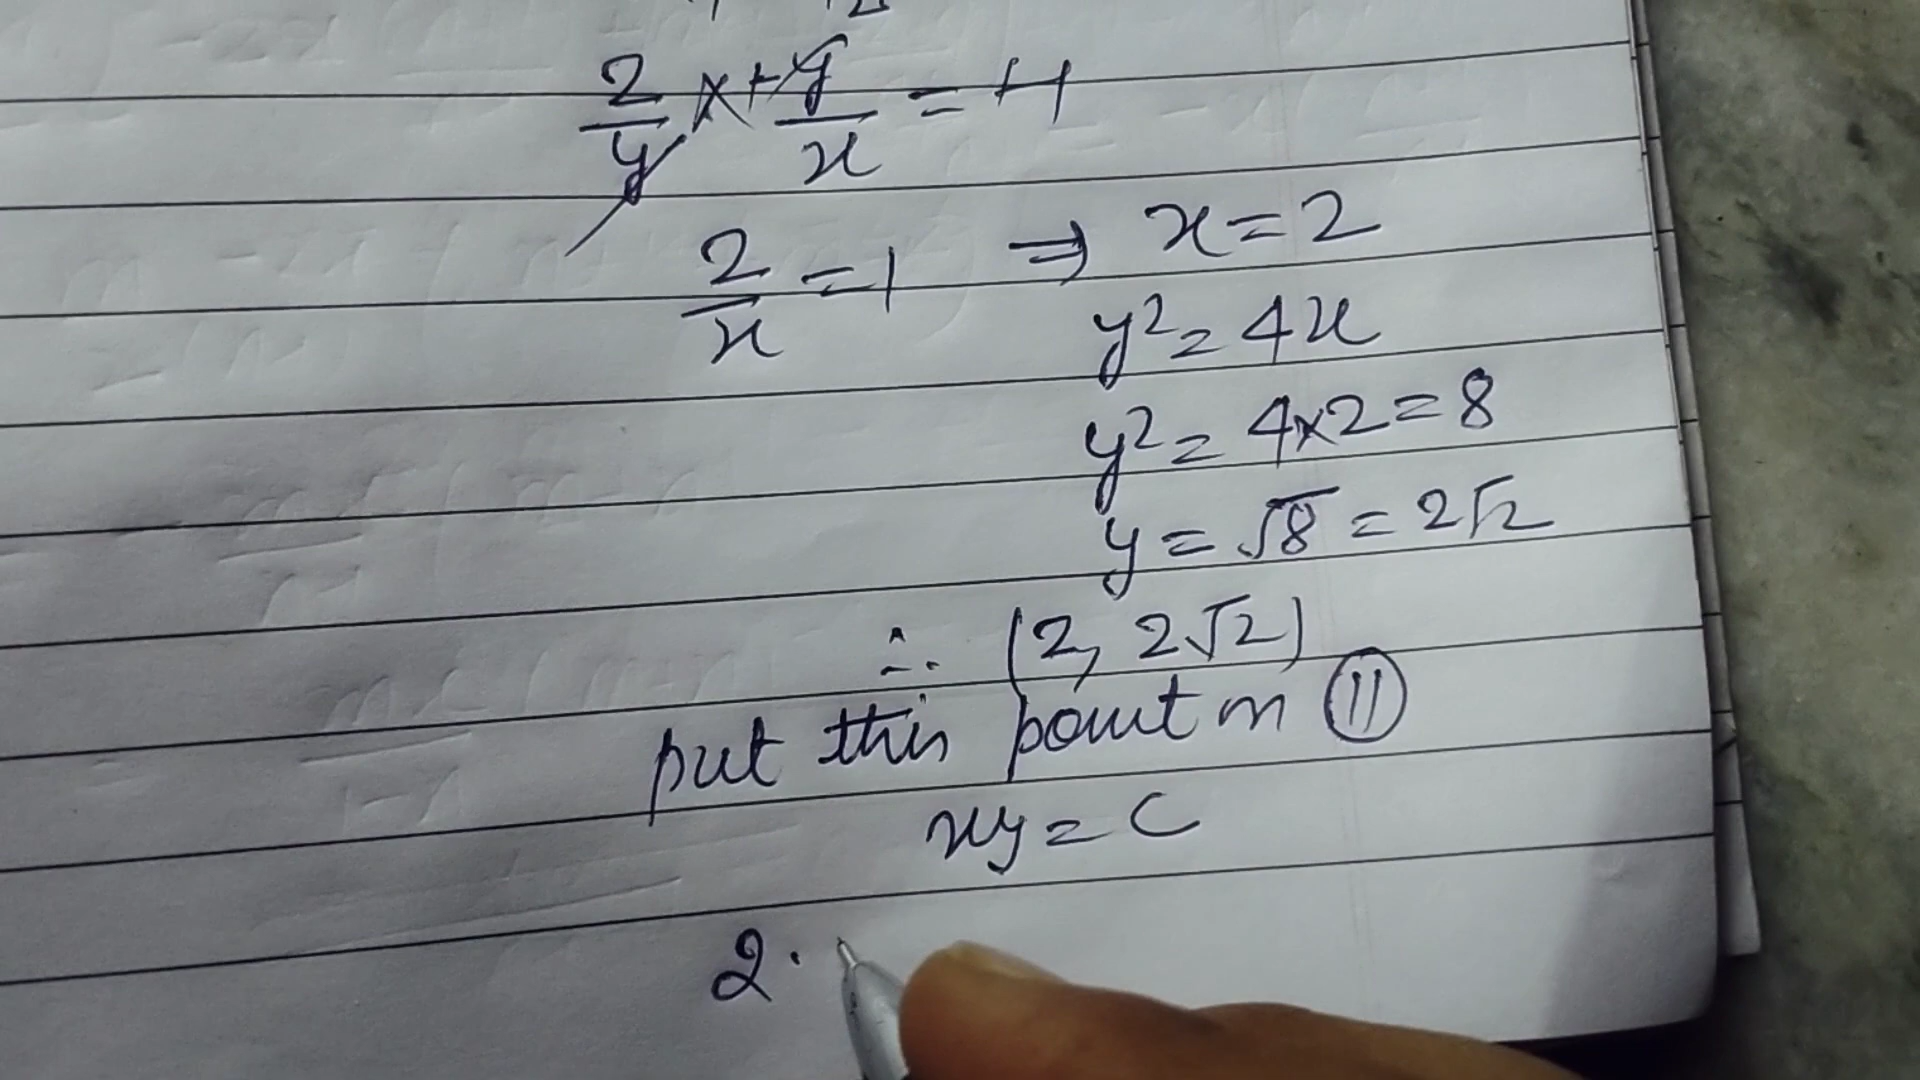 2/y × + y/x = +1
2/x = 1 ⇒ x = 2
y² = 4x
y² = 4×2 = 8
y = √8 = 2√2
∴ (2, 2√2)
put this point in (11)
xy = C
2.